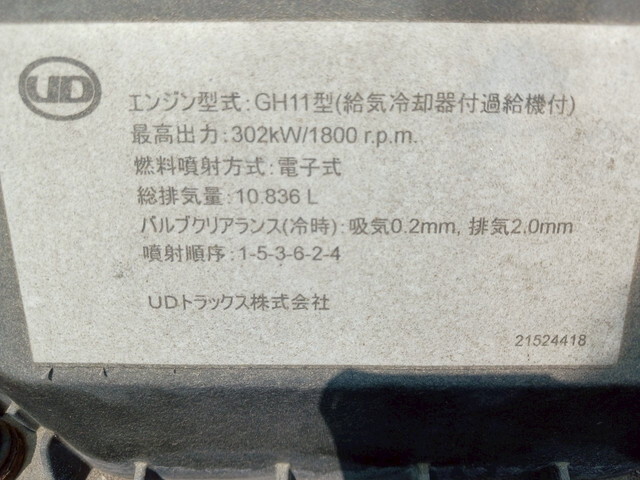 UD
エンジン型式:GH11型(給気冷却器付過給機付)
最高出力:302kW/1800 r.p.m.
燃料噴射方式:電子式
総排気量:10.836 L
バルブクリアランス(冷時):吸気0.2mm, 排気2.0mm
噴射順序:1-5-3-6-2-4
UDトラックス株式会社
21524418